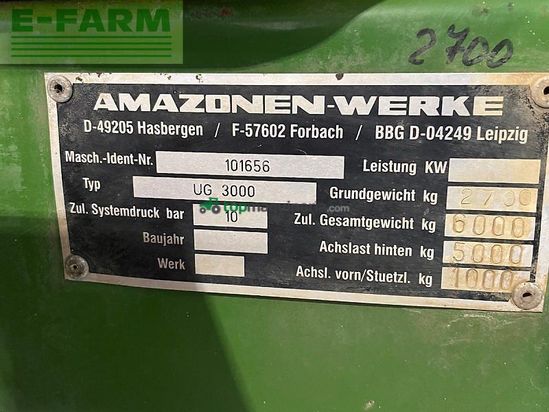 E-FARM
2700
AMAZONEN-WERKE
D-49205 Hasbergen / F-57602 Forbach / BBG D-04249 Leipzig
Masch.-Ident-Nr. 101656 Leistung KW
Typ UG 3000 Grundgewicht kg 2700
Zul. Systemdruck bar 10 Zul. Gesamtgewicht kg 6000
Baujahr Achslast hinten kg 5000
Werk Achsl. vorn/Stuetzl. kg 1000